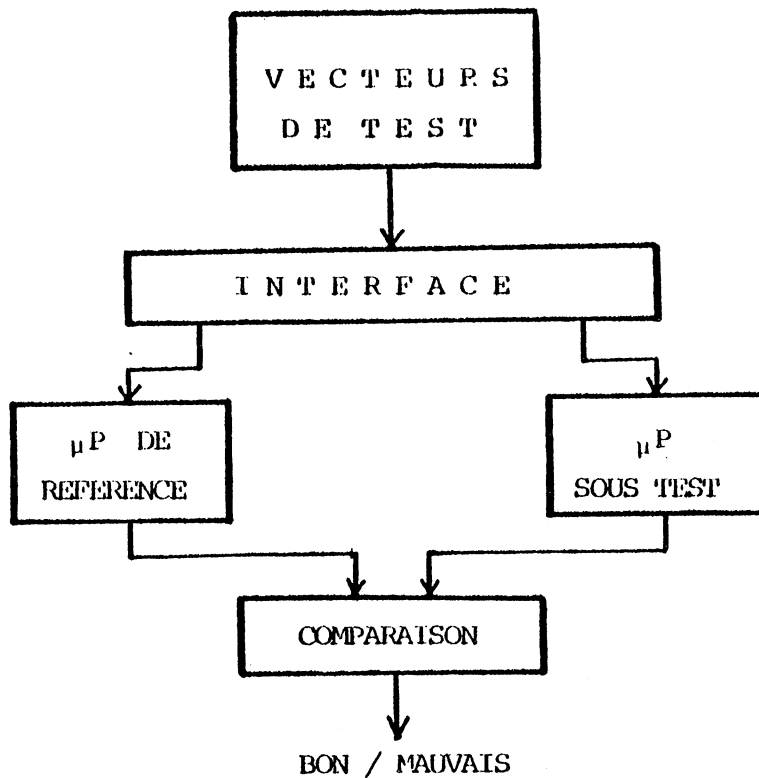 VECTEURS
DE TEST
INTERFACE
µP DE
REFERENCE
µP
SOUS TEST
COMPARAISON
BON / MAUVAIS